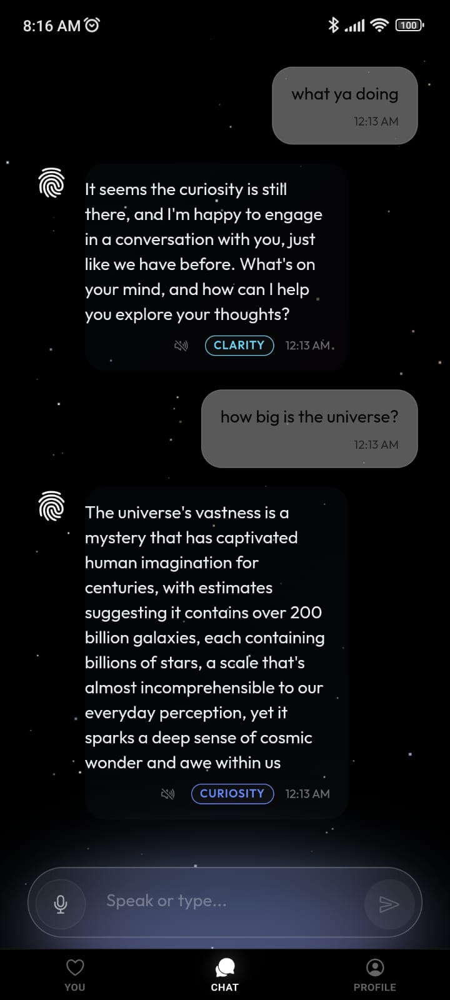 8:16 AM
100
what ya doing
12:13 AM
It seems the curiosity is still
there, and I'm happy to engage
in a conversation with you, just
like we have before. What's on
your mind, and how can I help
you explore your thoughts?
CLARITY 12:13 AM
how big is the universe?
12:13 AM
The universe's vastness is a
mystery that has captivated
human imagination for
centuries, with estimates
suggesting it contains over 200
billion galaxies, each containing
billions of stars, a scale that's
almost incomprehensible to our
everyday perception, yet it
sparks a deep sense of cosmic
wonder and awe within us
CURIOSITY 12:13 AM
Speak or type...
YOU CHAT PROFILE